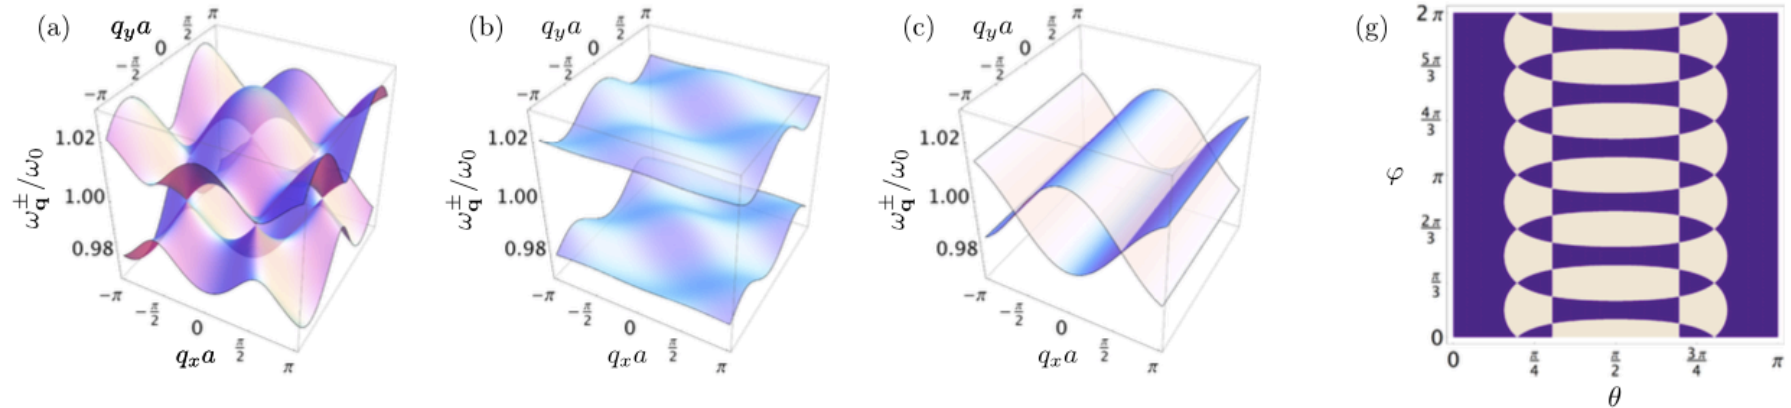 (a)
q_y a
π
π/2
0
-π/2
-π
1.02
1.00
0.98
ω_q^±/ω_0
-π
-π/2
0
π/2
π
q_x a
(b)
q_y a
π
π/2
0
-π/2
-π
1.02
1.00
0.98
ω_q^±/ω_0
-π
-π/2
0
π/2
π
q_x a
(c)
q_y a
π
π/2
0
-π/2
-π
1.02
1.00
0.98
ω_q^±/ω_0
-π
-π/2
0
π/2
π
q_x a
(g)
2π
5π/3
4π/3
π
2π/3
π/3
0
φ
0
π/4
π/2
3π/4
π
θ